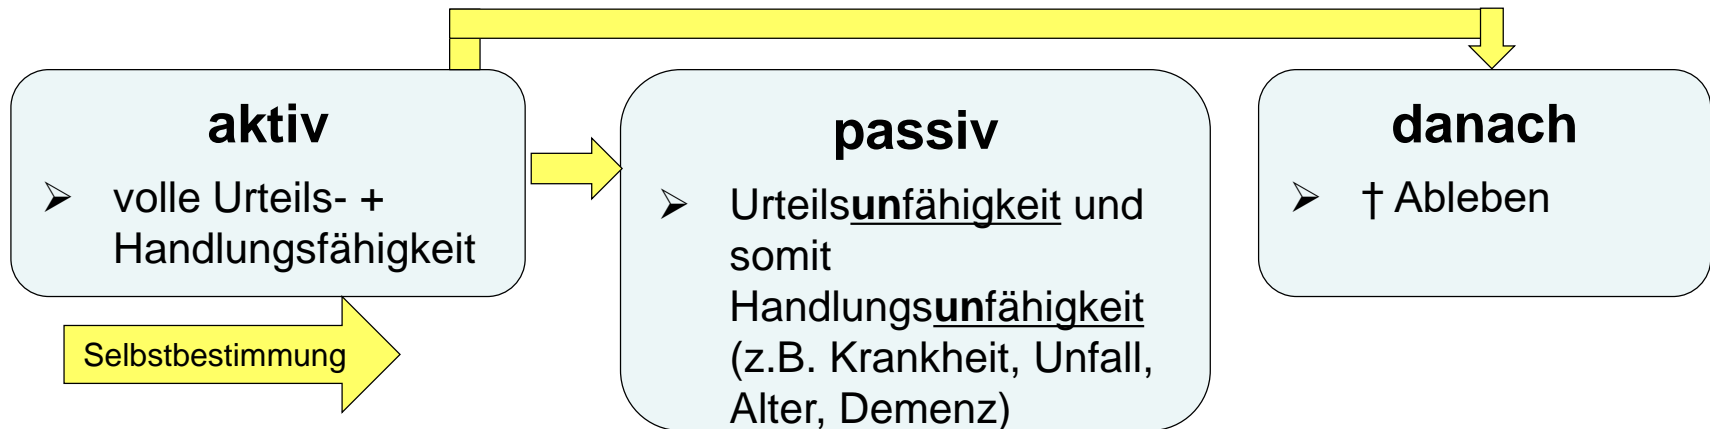 aktiv
➢ volle Urteils- +
Handlungsfähigkeit
Selbstbestimmung
passiv
➢ Urteilsunfähigkeit und
somit
Handlungsunfähigkeit
(z.B. Krankheit, Unfall,
Alter, Demenz)
danach
➢ † Ableben